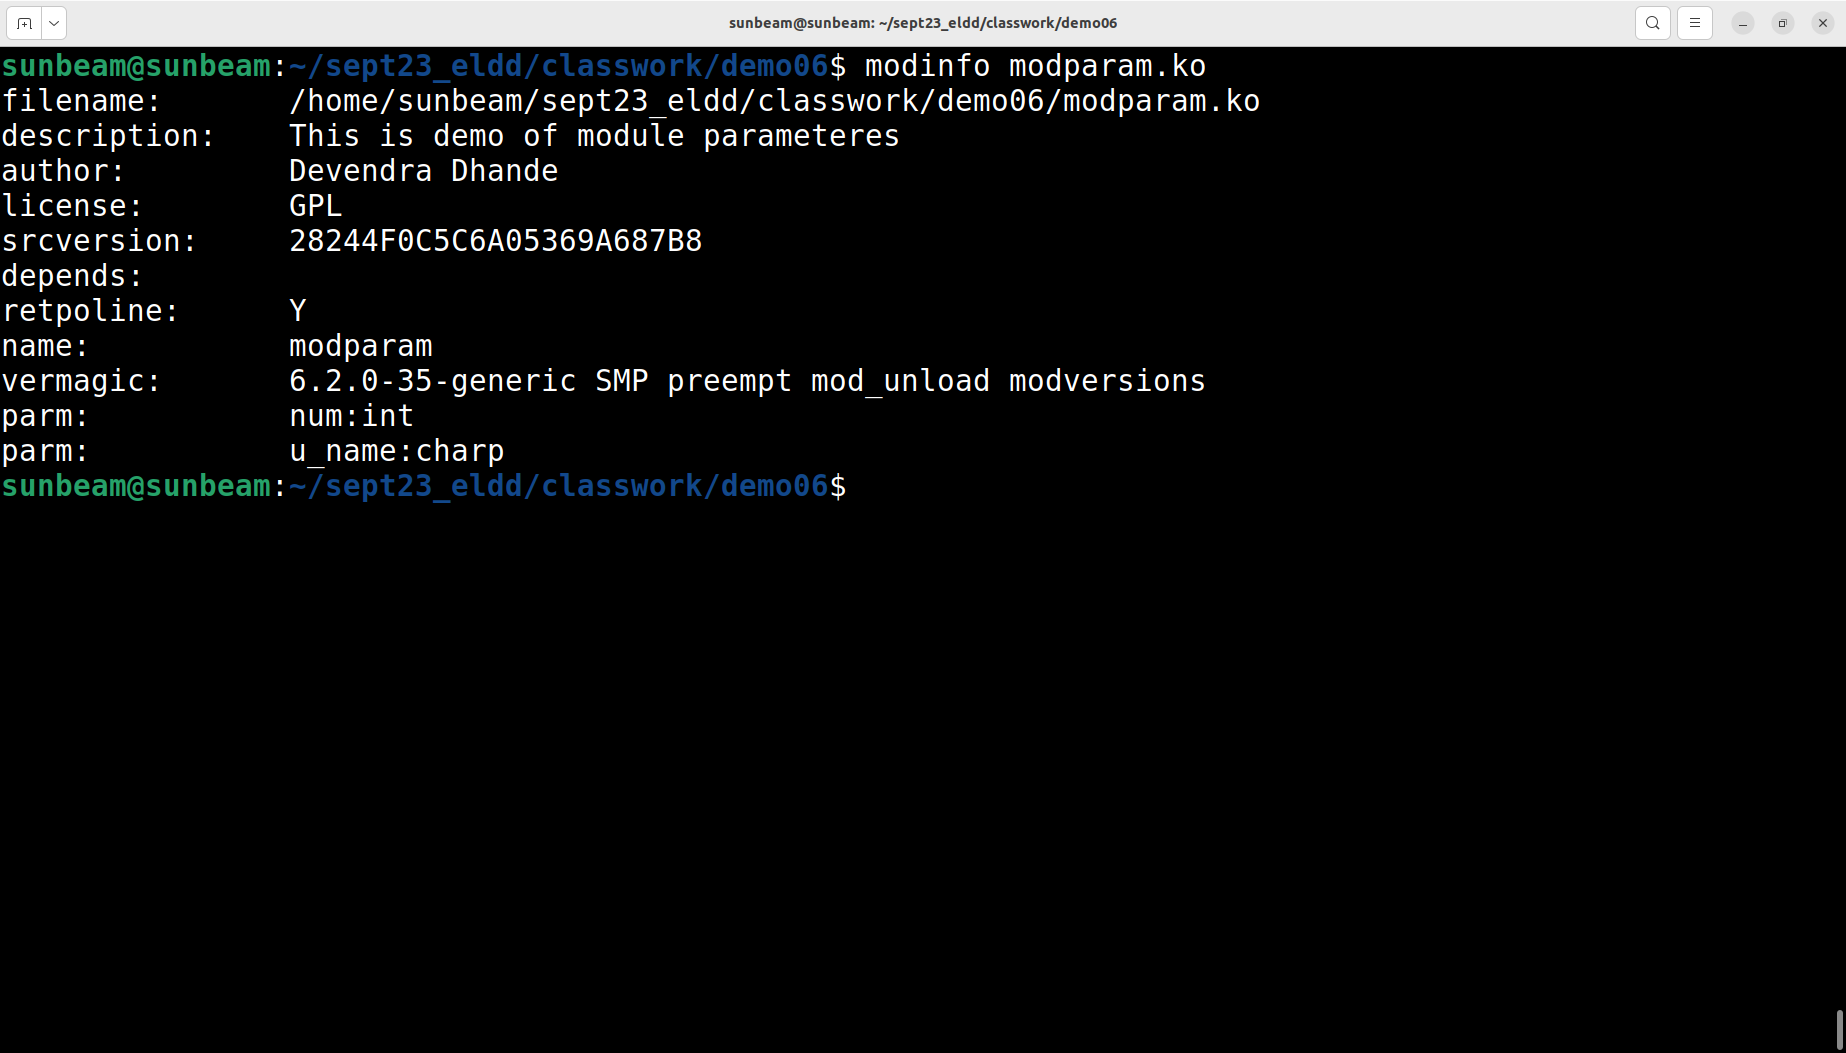 sunbeam@sunbeam: ~/sept23_eldd/classwork/demo06
sunbeam@sunbeam:~/sept23_eldd/classwork/demo06$ modinfo modparam.ko
filename:       /home/sunbeam/sept23_eldd/classwork/demo06/modparam.ko
description:    This is demo of module parameteres
author:         Devendra Dhande
license:        GPL
srcversion:     28244F0C5C6A05369A687B8
depends:
retpoline:      Y
name:           modparam
vermagic:       6.2.0-35-generic SMP preempt mod_unload modversions
parm:           num:int
parm:           u_name:charp
sunbeam@sunbeam:~/sept23_eldd/classwork/demo06$